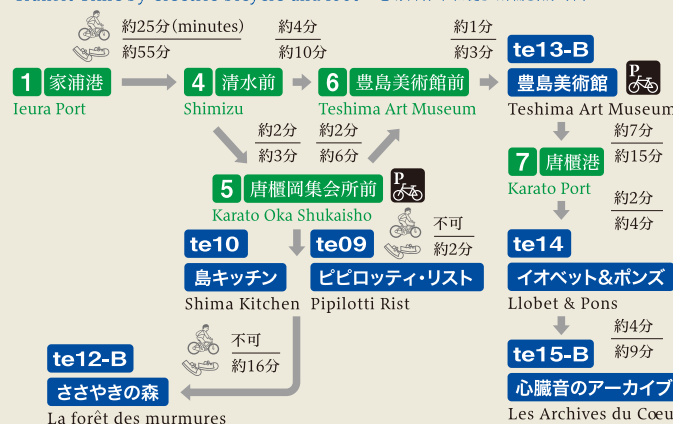 約25分(minutes)
約55分
約4分
約10分
約1分
約3分
te13-B
1 家浦港
Ieura Port
4 清水前
Shimizu
6 豊島美術館前
Teshima Art Museum
豊島美術館
P
Teshima Art Museum
約2分
約3分
約2分
約6分
約7分
約15分
7 唐櫃港
Karato Port
5 唐櫃岡集会所前
P
Karato Oka Shukaisho
不可
約2分
約2分
約4分
te10
島キッチン
Shima Kitchen
te09
ピピロッティ・リスト
Pipilotti Rist
te14
イオベット&ポンズ
Llobet & Pons
不可
約16分
約4分
約9分
te12-B
ささやきの森
La forêt des murmures
te15-B
心臓音のアーカイブ
Les Archives du Cœu